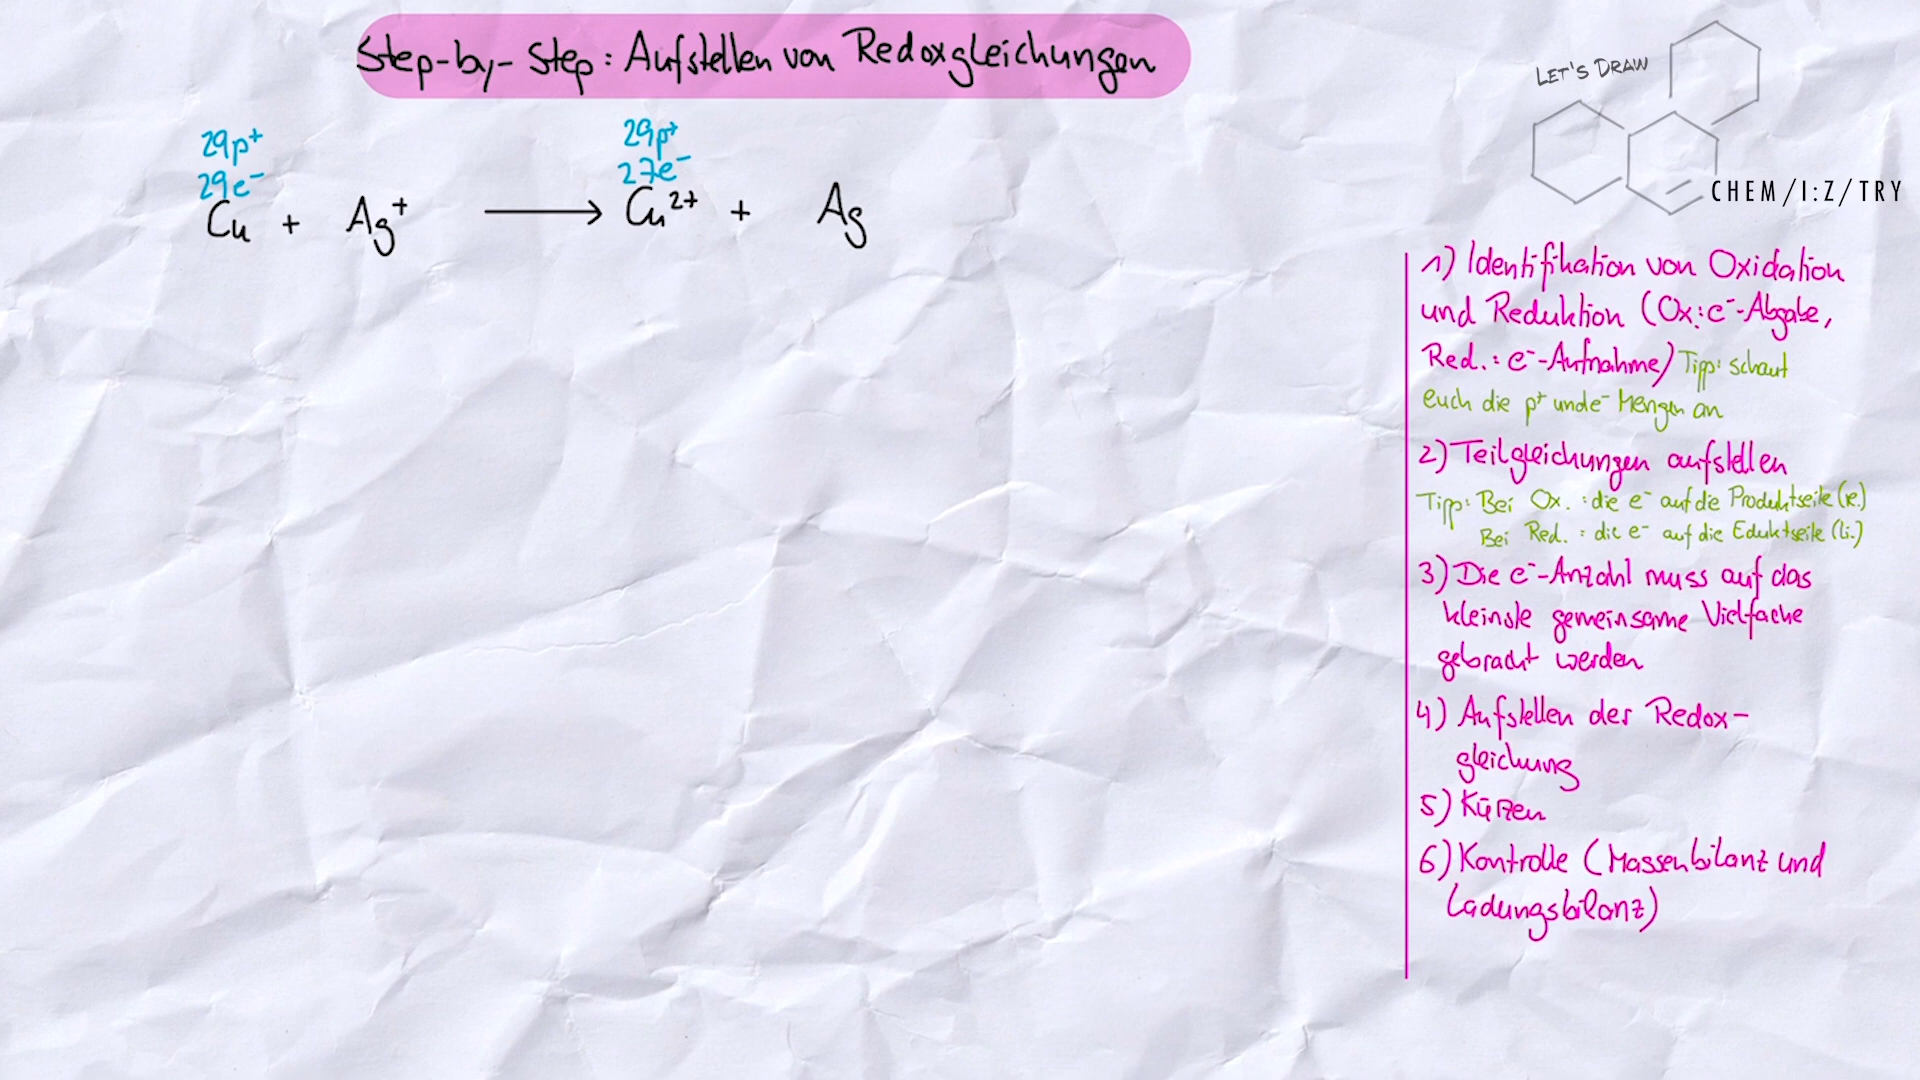 Step-by-Step: Aufstellen von Redoxgleichungen
LET'S DRAW
CHEM/I:Z/TRY
29p⁺
29e⁻
29p⁺
27e⁻
Cu + Ag⁺ ⟶ Cu²⁺ + Ag
1) Identifikation von Oxidation
und Reduktion (Ox.: e⁻-Abgabe,
Red.: e⁻-Aufnahme) Tipp: schaut
euch die p⁺ und e⁻ Mengen an
2) Teilgleichungen aufstellen
Tipp: Bei Ox. : die e⁻ auf die Produktseite (re.)
Bei Red. : die e⁻ auf die Eduktseite (li.)
3) Die e⁻-Anzahl muss auf das
kleinste gemeinsame Vielfache
gebracht werden
4) Aufstellen der Redox-
gleichung
5) Kürzen
6) Kontrolle (Massenbilanz und
Ladungsbilanz)